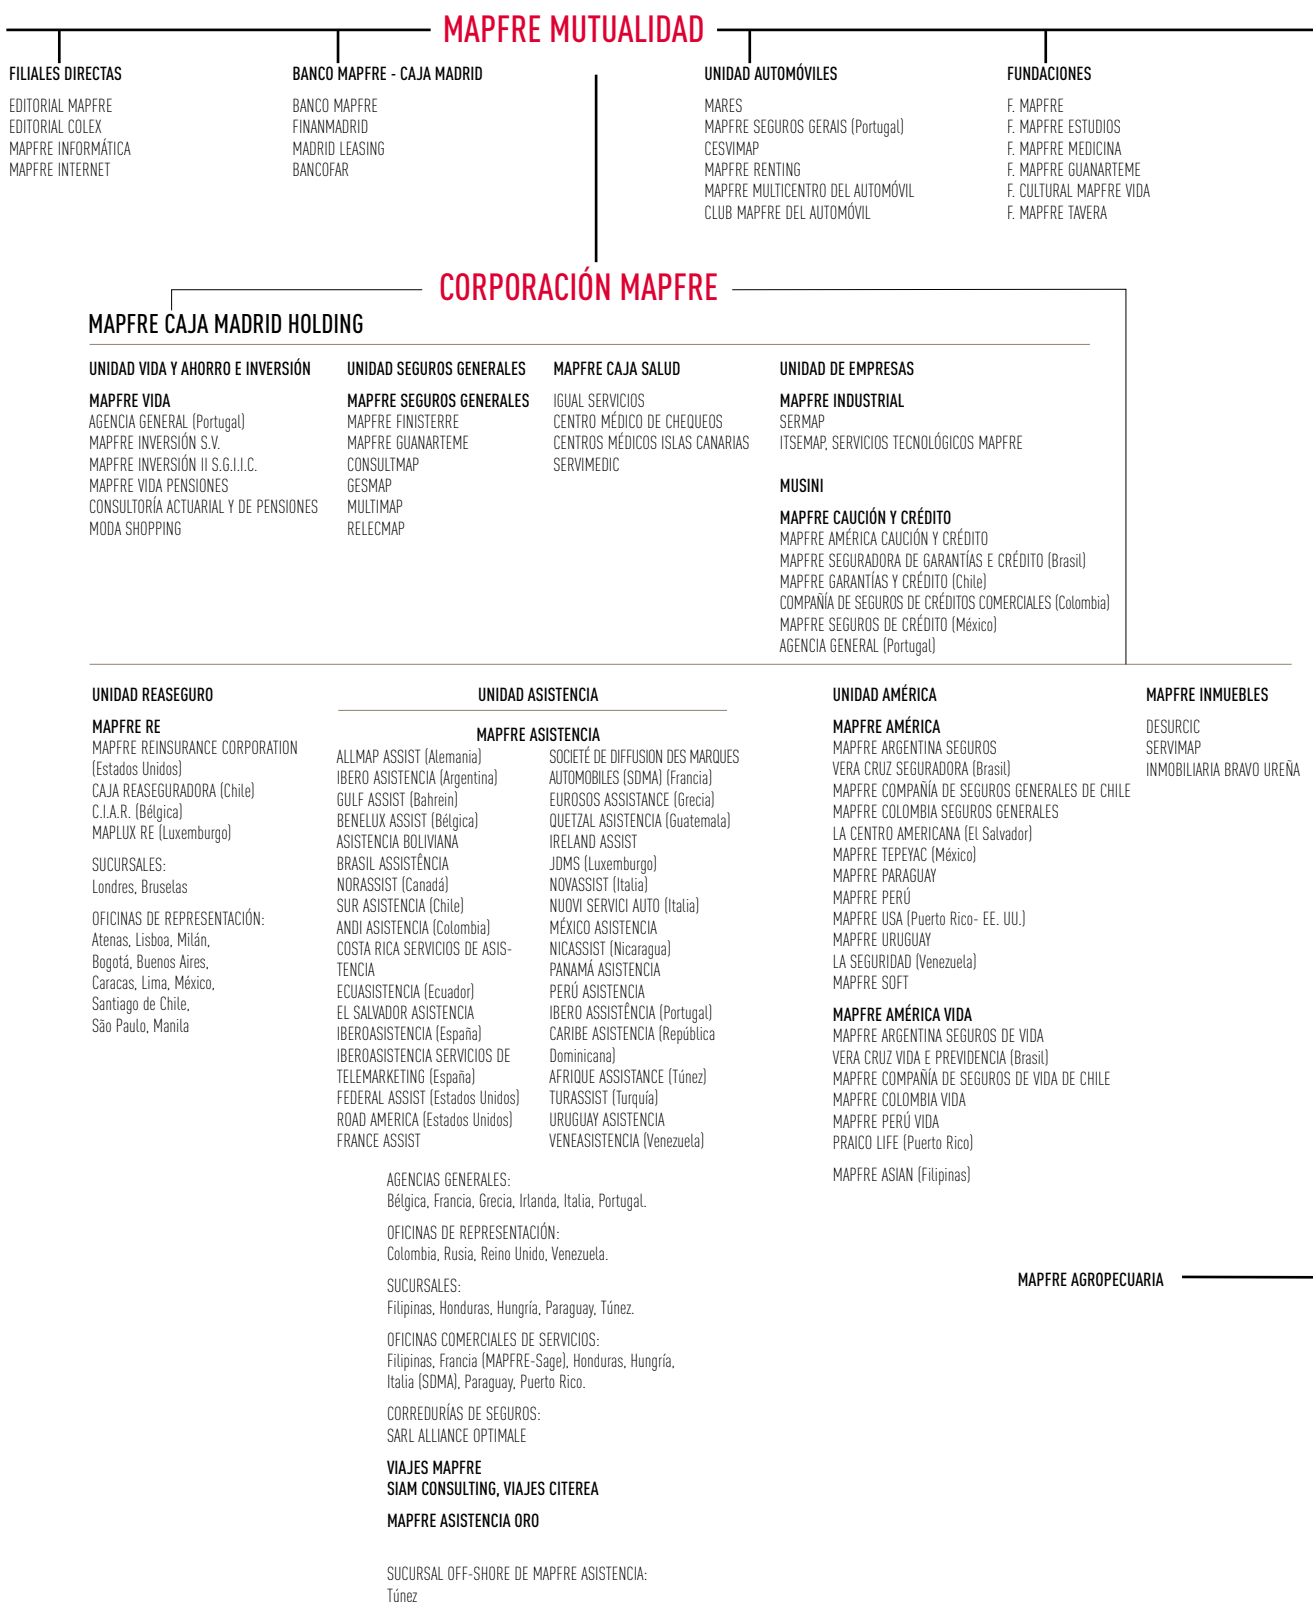 MAPFRE MUTUALIDAD
FILIALES DIRECTAS
EDITORIAL MAPFRE
EDITORIAL COLEX
MAPFRE INFORMÁTICA
MAPFRE INTERNET
BANCO MAPFRE - CAJA MADRID
BANCO MAPFRE
FINANMADRID
MADRID LEASING
BANCOFAR
UNIDAD AUTOMÓVILES
MARES
MAPFRE SEGUROS GERAIS (Portugal)
CESVIMAP
MAPFRE RENTING
MAPFRE MULTICENTRO DEL AUTOMÓVIL
CLUB MAPFRE DEL AUTOMÓVIL
FUNDACIONES
F. MAPFRE
F. MAPFRE ESTUDIOS
F. MAPFRE MEDICINA
F. MAPFRE GUANARTEME
F. CULTURAL MAPFRE VIDA
F. MAPFRE TAVERA
CORPORACIÓN MAPFRE
MAPFRE CAJA MADRID HOLDING
UNIDAD VIDA Y AHORRO E INVERSIÓN
MAPFRE VIDA
AGENCIA GENERAL (Portugal)
MAPFRE INVERSIÓN S.V.
MAPFRE INVERSIÓN II S.G.I.I.C.
MAPFRE VIDA PENSIONES
CONSULTORÍA ACTUARIAL Y DE PENSIONES
MODA SHOPPING
UNIDAD SEGUROS GENERALES
MAPFRE SEGUROS GENERALES
MAPFRE FINISTERRE
MAPFRE GUANARTEME
CONSULTMAP
GESMAP
MULTIMAP
RELECMAP
MAPFRE CAJA SALUD
IGUAL SERVICIOS
CENTRO MÉDICO DE CHEQUEOS
CENTROS MÉDICOS ISLAS CANARIAS
SERVIMEDIC
UNIDAD DE EMPRESAS
MAPFRE INDUSTRIAL
SERMAP
ITSEMAP, SERVICIOS TECNOLÓGICOS MAPFRE
MUSINI
MAPFRE CAUCIÓN Y CRÉDITO
MAPFRE AMÉRICA CAUCIÓN Y CRÉDITO
MAPFRE SEGURADORA DE GARANTÍAS E CRÉDITO (Brasil)
MAPFRE GARANTÍAS Y CRÉDITO (Chile)
COMPAÑÍA DE SEGUROS DE CRÉDITOS COMERCIALES (Colombia)
MAPFRE SEGUROS DE CRÉDITO (México)
AGENCIA GENERAL (Portugal)
UNIDAD REASEGURO
MAPFRE RE
MAPFRE REINSURANCE CORPORATION
(Estados Unidos)
CAJA REASEGURADORA (Chile)
C.I.A.R. (Bélgica)
MAPLUX RE (Luxemburgo)
SUCURSALES:
Londres, Bruselas
OFICINAS DE REPRESENTACIÓN:
Atenas, Lisboa, Milán,
Bogotá, Buenos Aires,
Caracas, Lima, México,
Santiago de Chile,
São Paulo, Manila
UNIDAD ASISTENCIA
MAPFRE ASISTENCIA
ALLMAP ASSIST (Alemania)
IBERO ASISTENCIA (Argentina)
GULF ASSIST (Bahrein)
BENELUX ASSIST (Bélgica)
ASISTENCIA BOLIVIANA
BRASIL ASSISTÊNCIA
NORASSIST (Canadá)
SUR ASISTENCIA (Chile)
ANDI ASISTENCIA (Colombia)
COSTA RICA SERVICIOS DE ASIS-
TENCIA
ECUASISTENCIA (Ecuador)
EL SALVADOR ASISTENCIA
IBEROASISTENCIA (España)
IBEROASISTENCIA SERVICIOS DE
TELEMARKETING (España)
FEDERAL ASSIST (Estados Unidos)
ROAD AMERICA (Estados Unidos)
FRANCE ASSIST
SOCIETÉ DE DIFFUSION DES MARQUES
AUTOMOBILES (SDMA) (Francia)
EUROSOS ASSISTANCE (Grecia)
QUETZAL ASISTENCIA (Guatemala)
IRELAND ASSIST
JDMS (Luxemburgo)
NOVASSIST (Italia)
NUOVI SERVICI AUTO (Italia)
MÉXICO ASISTENCIA
NICASSIST (Nicaragua)
PANAMÁ ASISTENCIA
PERÚ ASISTENCIA
IBERO ASSISTÊNCIA (Portugal)
CARIBE ASISTENCIA (República
Dominicana)
AFRIQUE ASSISTANCE (Túnez)
TURASSIST (Turquía)
URUGUAY ASISTENCIA
VENEASISTENCIA (Venezuela)
AGENCIAS GENERALES:
Bélgica, Francia, Grecia, Irlanda, Italia, Portugal.
OFICINAS DE REPRESENTACIÓN:
Colombia, Rusia, Reino Unido, Venezuela.
SUCURSALES:
Filipinas, Honduras, Hungría, Paraguay, Túnez.
OFICINAS COMERCIALES DE SERVICIOS:
Filipinas, Francia (MAPFRE-Sage), Honduras, Hungría,
Italia (SDMA), Paraguay, Puerto Rico.
CORREDURÍAS DE SEGUROS:
SARL ALLIANCE OPTIMALE
VIAJES MAPFRE
SIAM CONSULTING, VIAJES CITEREA
MAPFRE ASISTENCIA ORO
SUCURSAL OFF-SHORE DE MAPFRE ASISTENCIA:
Túnez
UNIDAD AMÉRICA
MAPFRE AMÉRICA
MAPFRE ARGENTINA SEGUROS
VERA CRUZ SEGURADORA (Brasil)
MAPFRE COMPAÑÍA DE SEGUROS GENERALES DE CHILE
MAPFRE COLOMBIA SEGUROS GENERALES
LA CENTRO AMERICANA (El Salvador)
MAPFRE TEPEYAC (México)
MAPFRE PARAGUAY
MAPFRE PERÚ
MAPFRE USA (Puerto Rico- EE. UU.)
MAPFRE URUGUAY
LA SEGURIDAD (Venezuela)
MAPFRE SOFT
MAPFRE AMÉRICA VIDA
MAPFRE ARGENTINA SEGUROS DE VIDA
VERA CRUZ VIDA E PREVIDENCIA (Brasil)
MAPFRE COMPAÑÍA DE SEGUROS DE VIDA DE CHILE
MAPFRE COLOMBIA VIDA
MAPFRE PERÚ VIDA
PRAICO LIFE (Puerto Rico)
MAPFRE ASIAN (Filipinas)
MAPFRE INMUEBLES
DESURCIC
SERVIMAP
INMOBILIARIA BRAVO UREÑA
MAPFRE AGROPECUARIA